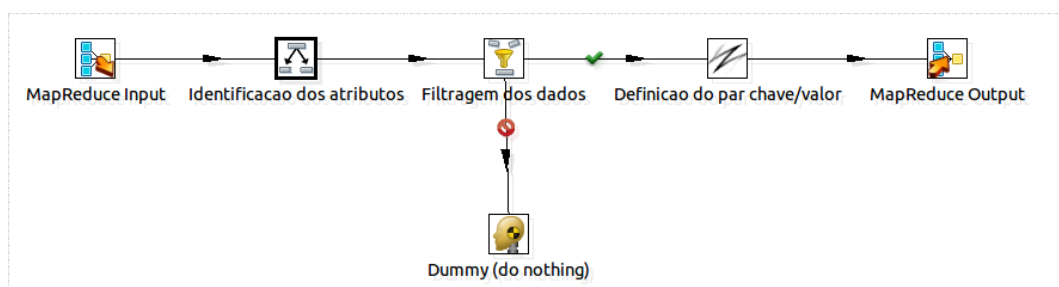 MapReduce Input
Identificacao dos atributos
Filtragem dos dados
Definicao do par chave/valor
MapReduce Output
Dummy (do nothing)